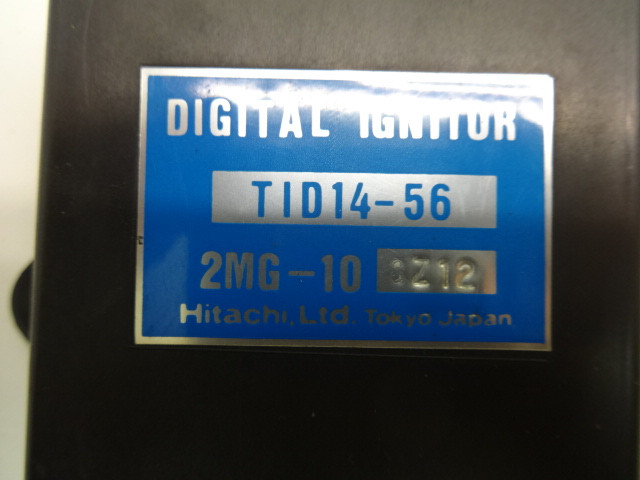 DIGITAL IGNITOR
TID14-56
2MG-10
Hitachi, Ltd. Tokyo Japan